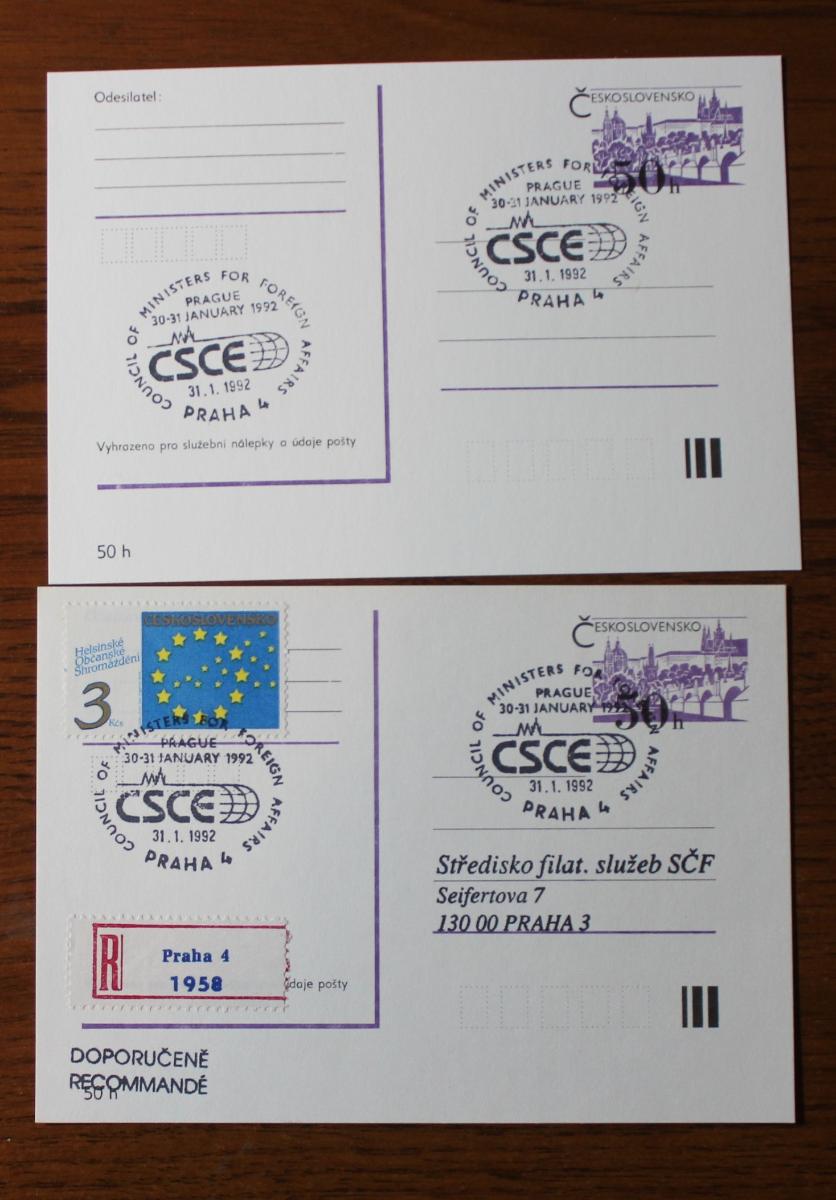 Odesílatel:
ČESKOSLOVENSKO
50h
COUNCIL OF MINISTERS FOR FOREIGN AFFAIRS
PRAGUE
30-31 JANUARY 1992
CSCE
31.1.1992
PRAHA 4
COUNCIL OF MINISTERS FOR FOREIGN AFFAIRS
PRAGUE
30-31 JANUARY 1992
CSCE
31.1.1992
PRAHA 4
Vyhrazeno pro služební nálepky a údaje pošty
50 h
ČESKOSLOVENSKO
Helsinské
Občanské
Shromáždění
3 Kčs
ČESKOSLOVENSKO
50h
COUNCIL OF MINISTERS FOR FOREIGN AFFAIRS
PRAGUE
30-31 JANUARY 1992
CSCE
31.1.1992
PRAHA 4
COUNCIL OF MINISTERS FOR FOREIGN AFFAIRS
PRAGUE
30-31 JANUARY 1992
CSCE
31.1.1992
PRAHA 4
Středisko filat. služeb SČF
Seifertova 7
130 00 PRAHA 3
R
Praha 4
1958
daje pošty
DOPORUČENĚ
RECOMMANDÉ
50 h